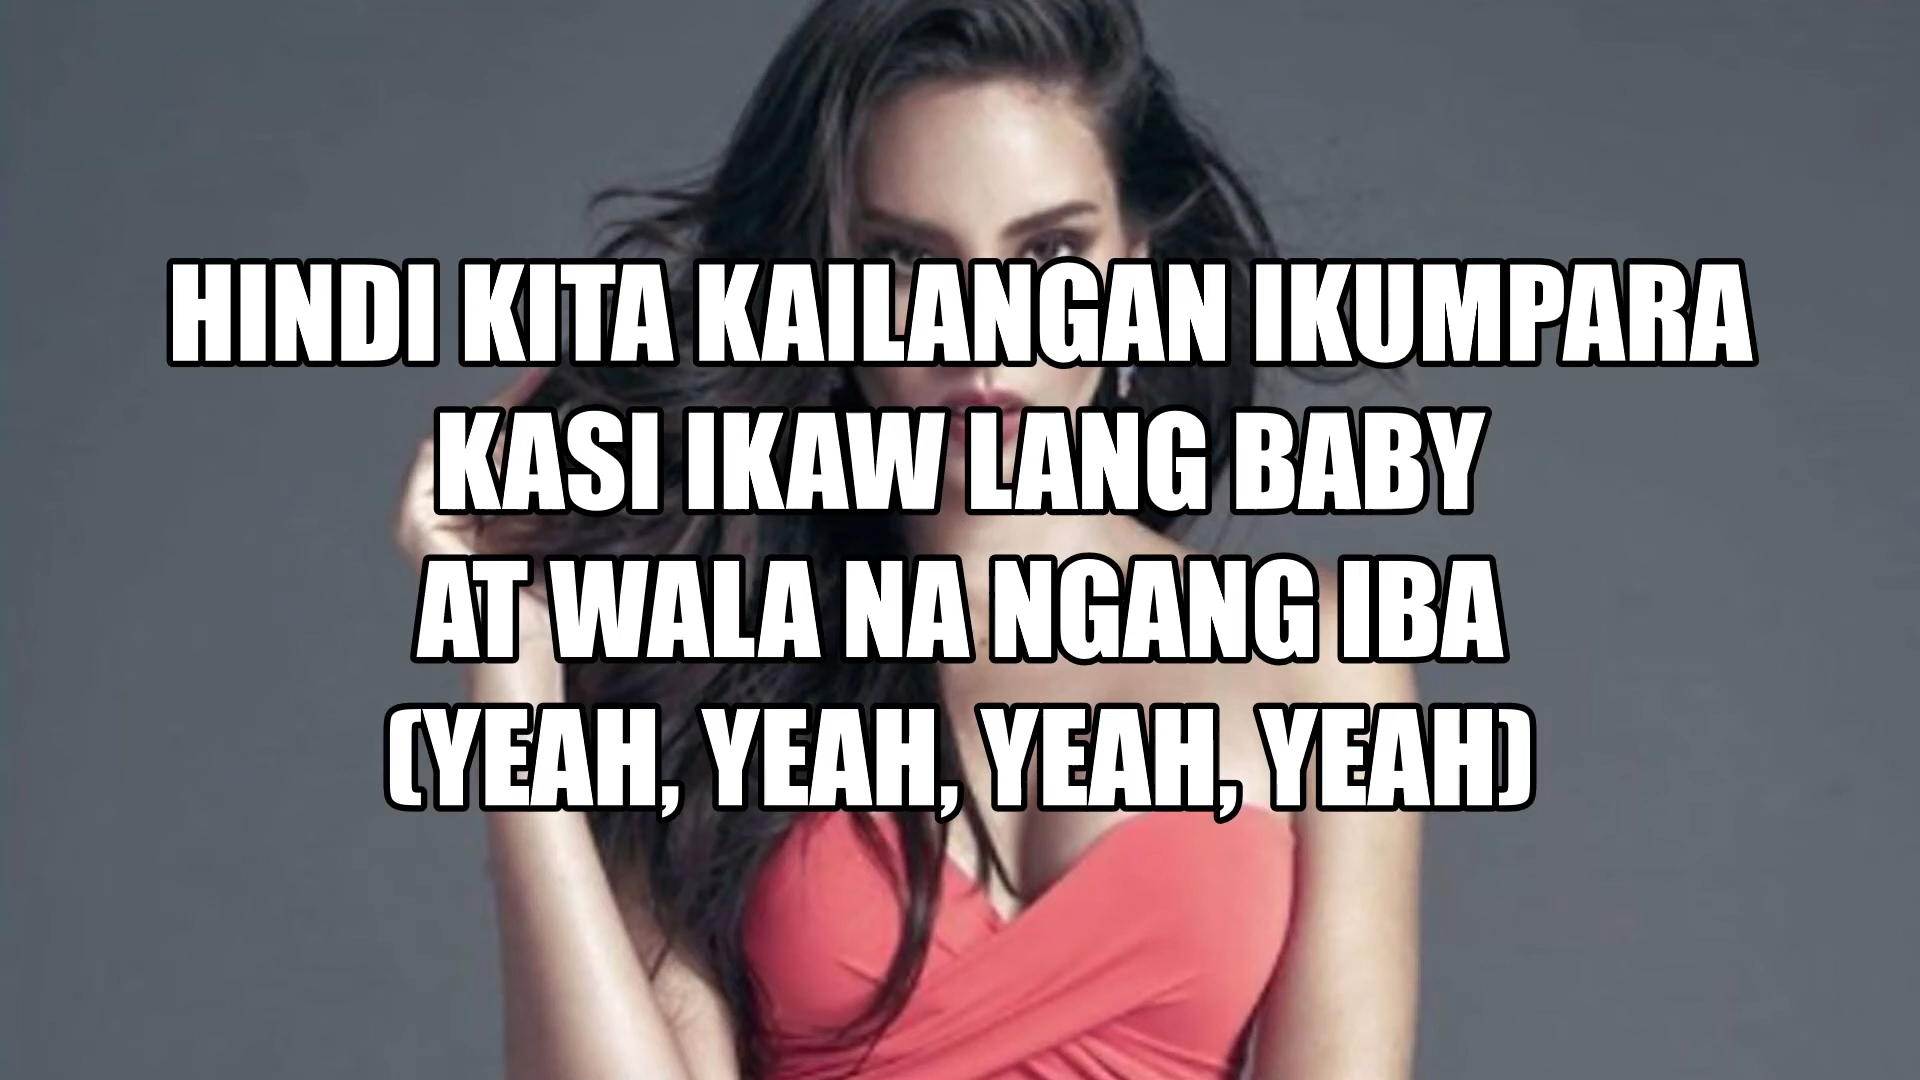 HINDI KITA KAILANGAN IKUMPARA
KASI IKAW LANG BABY
AT WALA NA NGANG IBA
(YEAH, YEAH, YEAH, YEAH)